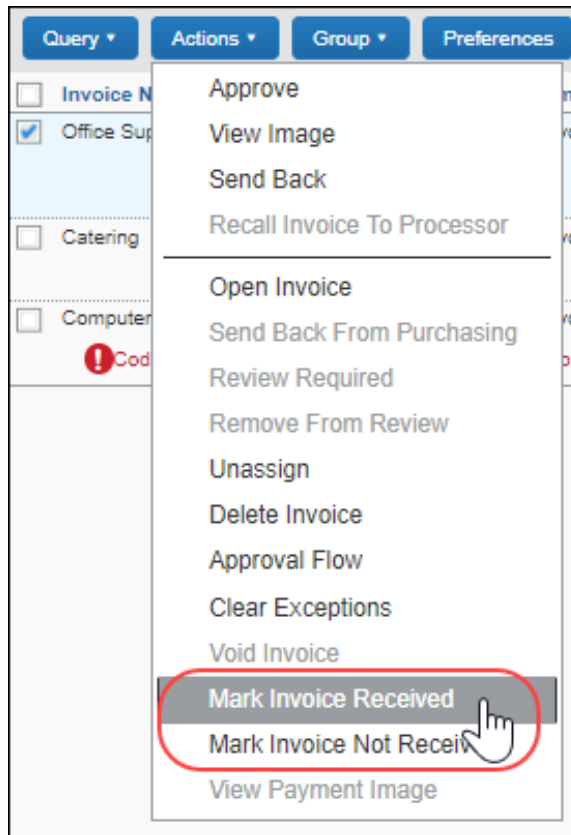 Query Actions Group Preferences
Invoice N
Office Sup
Catering
Computer
Cod
Approve
View Image
Send Back
Recall Invoice To Processor
Open Invoice
Send Back From Purchasing
Review Required
Remove From Review
Unassign
Delete Invoice
Approval Flow
Clear Exceptions
Void Invoice
Mark Invoice Received
Mark Invoice Not Receiv
View Payment Image